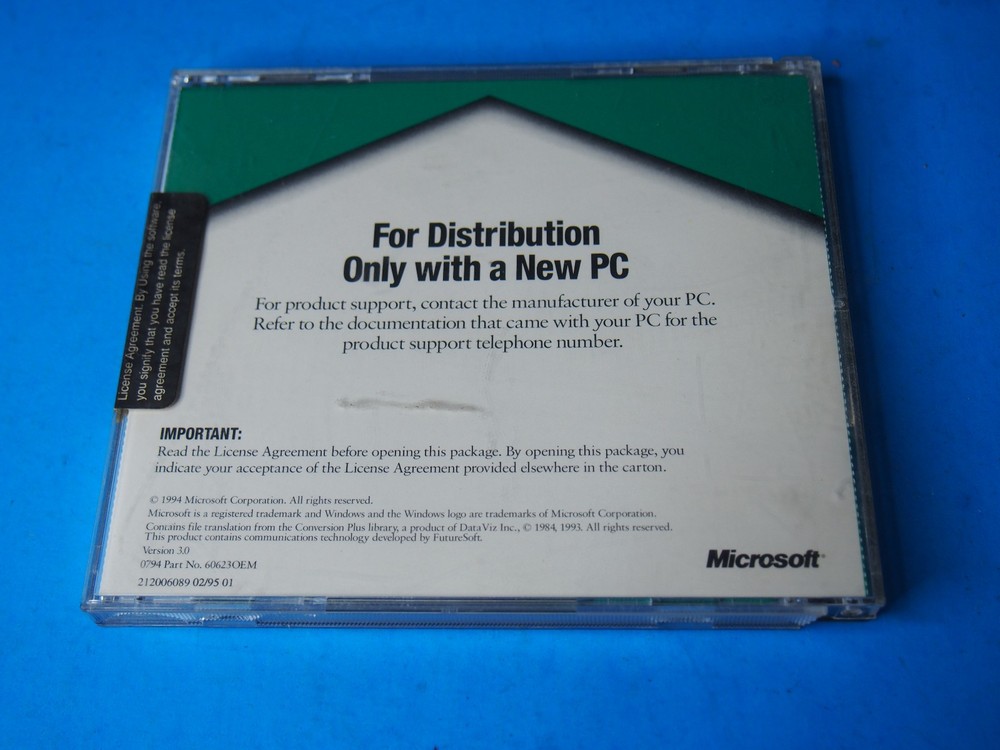 License Agreement. By Using the software,
you signify that you have read the license
agreement and accept its terms.
For Distribution
Only with a New PC
For product support, contact the manufacturer of your PC.
Refer to the documentation that came with your PC for the
product support telephone number.
IMPORTANT:
Read the License Agreement before opening this package. By opening this package, you
indicate your acceptance of the License Agreement provided elsewhere in the carton.
© 1994 Microsoft Corporation. All rights reserved.
Microsoft is a registered trademark and Windows and the Windows logo are trademarks of Microsoft Corporation.
Contains file translation from the Conversion Plus library, a product of DataViz Inc., © 1984, 1993. All rights reserved.
This product contains communications technology developed by FutureSoft.
Version 3.0
0794 Part No. 60623OEM
212006089 02/95 01
Microsoft